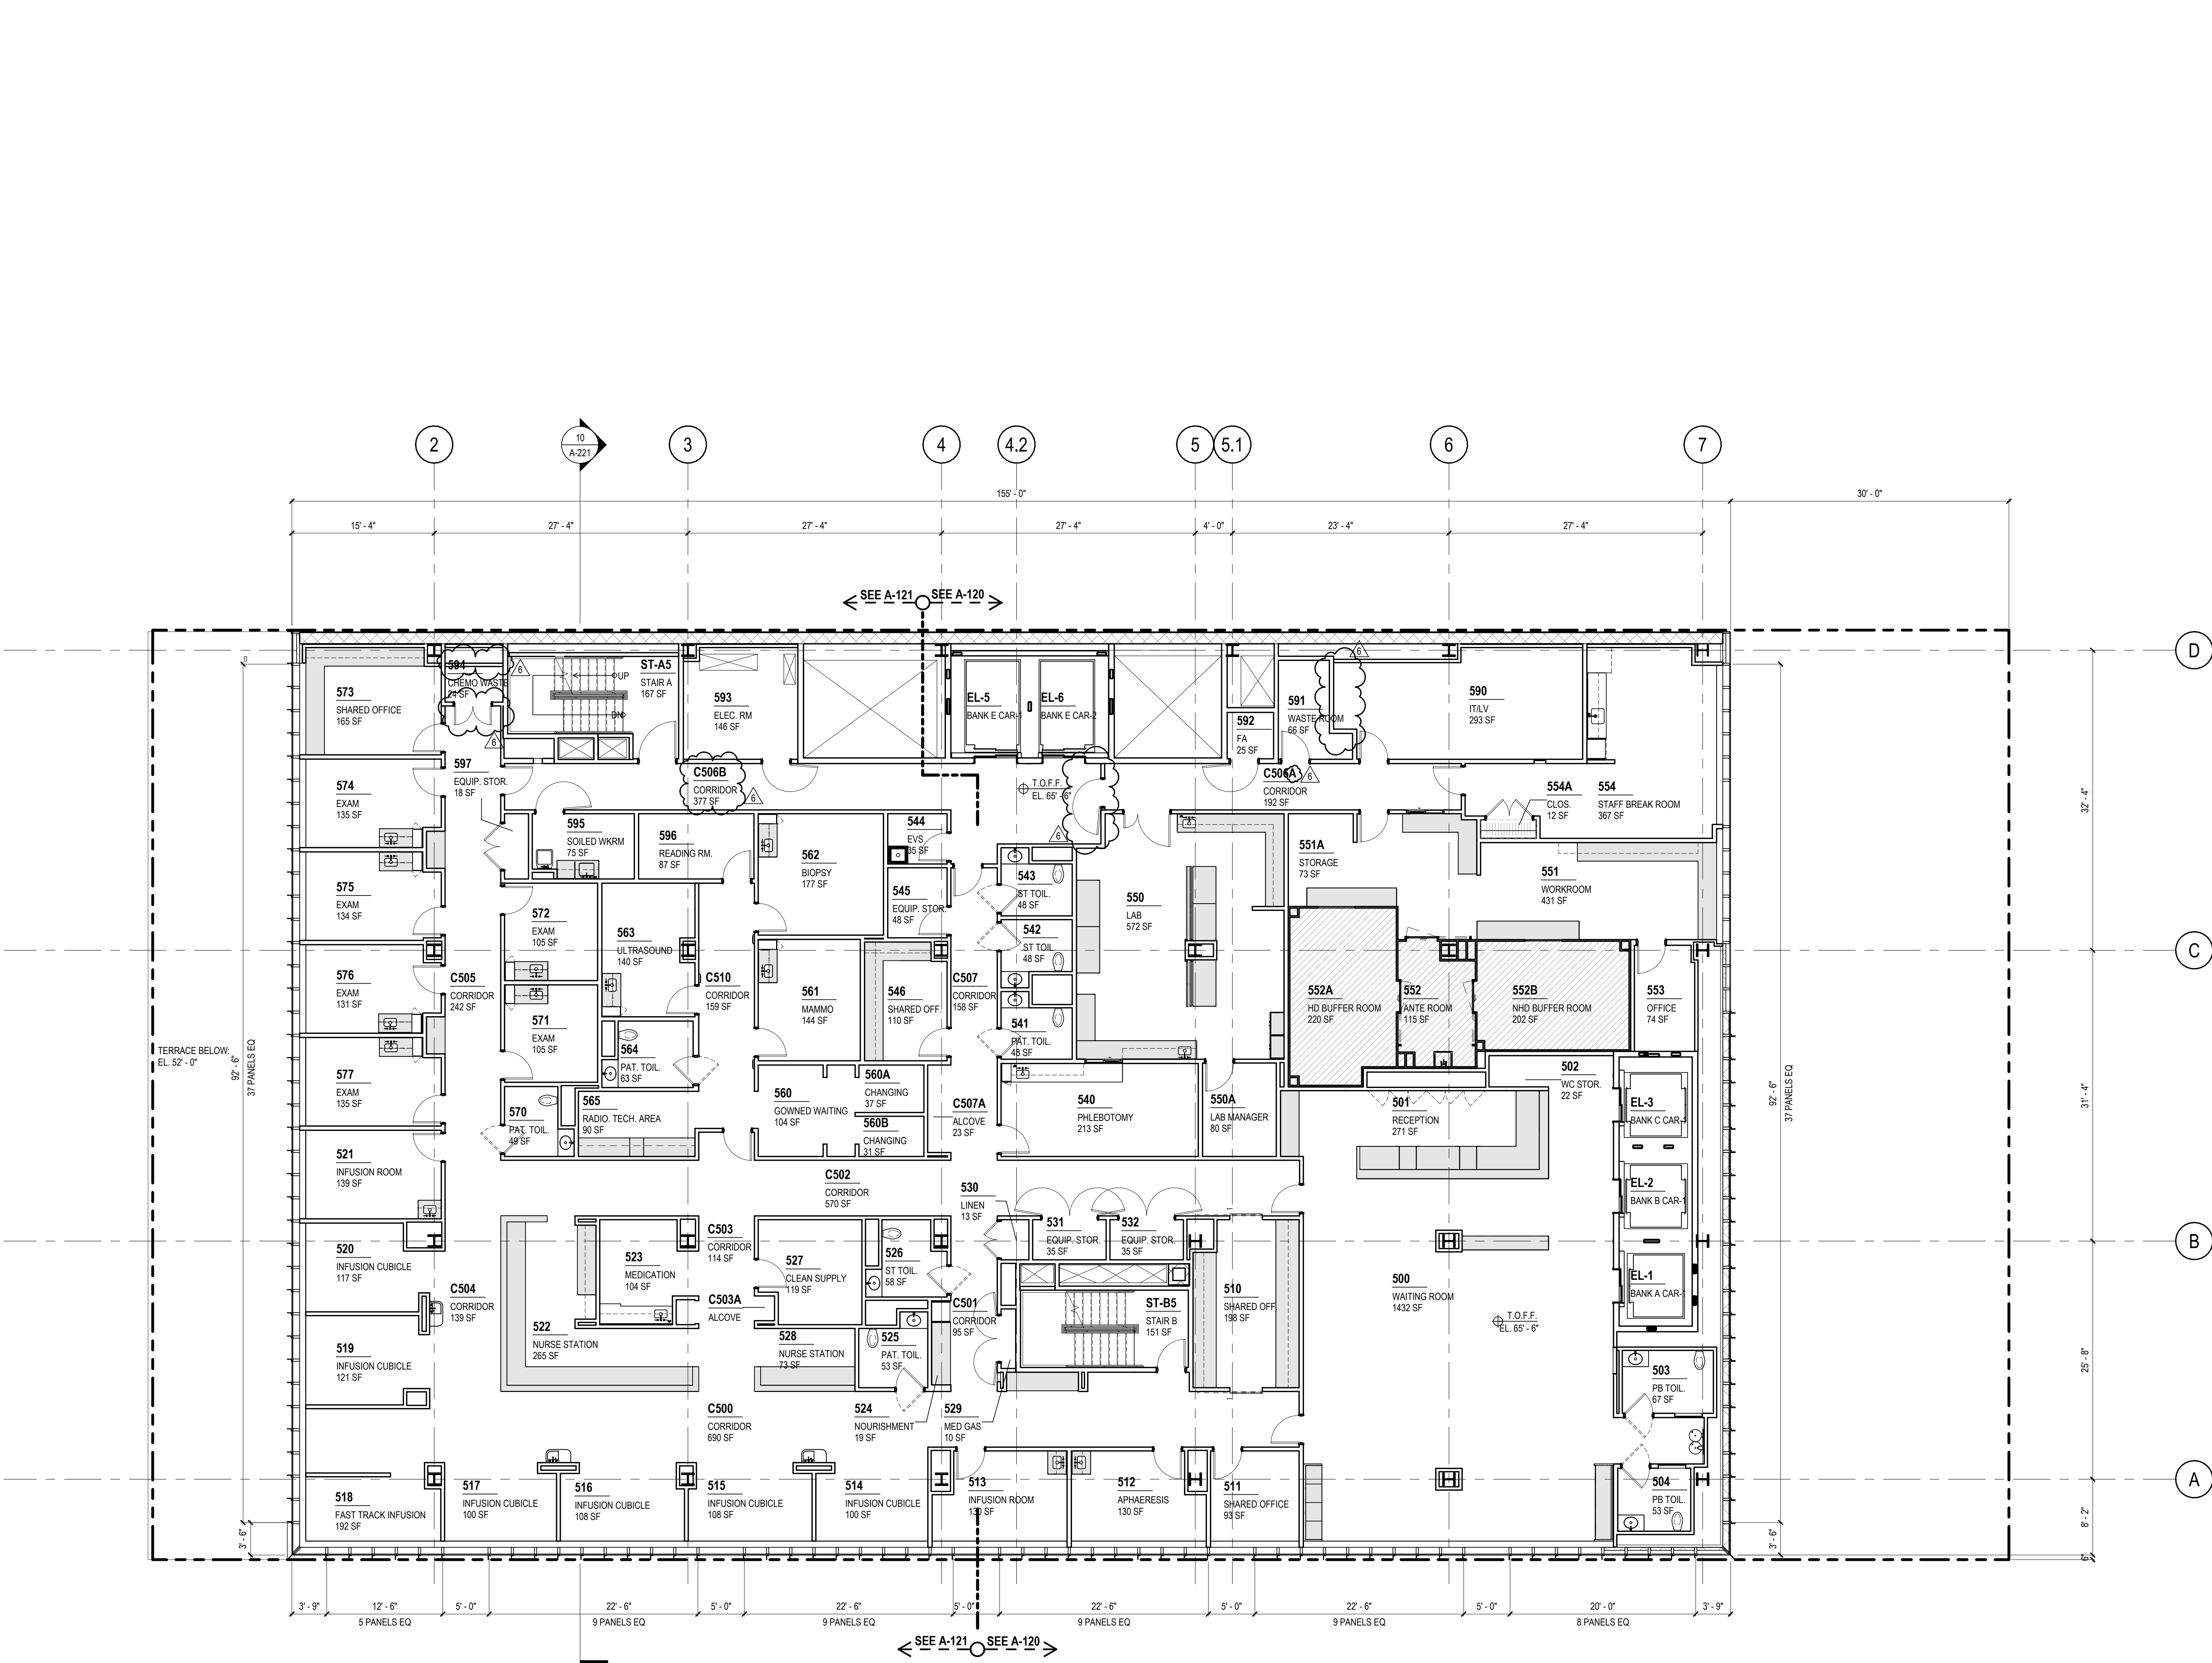 2
10
A-221
3
4
4.2
5
5.1
6
7
155' - 0"
30' - 0"
15' - 4"
27' - 4"
27' - 4"
27' - 4"
4' - 0"
23' - 4"
27' - 4"
SEE A-121
SEE A-120
D
C
B
A
32' - 4"
31' - 4"
25' - 8"
8' - 2"
6"
92' - 6"
37 PANELS EQ
3' - 6"
92' - 6"
37 PANELS EQ
3' - 6"
TERRACE BELOW:
EL. 52' - 0"
573
SHARED OFFICE
165 SF
594
CHEMO WASTE
24 SF
6
6
UP
DN
ST-A5
STAIR A
167 SF
593
ELEC. RM
146 SF
EL-5
BANK E CAR-1
EL-6
BANK E CAR-2
592
FA
25 SF
591
WASTE ROOM
66 SF
6
590
IT/LV
293 SF
574
EXAM
135 SF
597
EQUIP. STOR.
18 SF
C506B
CORRIDOR
377 SF
6
T.O.F.F.
EL. 65' - 6"
6
C506A
CORRIDOR
192 SF
6
554A
CLOS.
12 SF
554
STAFF BREAK ROOM
367 SF
595
SOILED WKRM
75 SF
596
READING RM.
87 SF
562
BIOPSY
177 SF
544
EVS
35 SF
551A
STORAGE
73 SF
551
WORKROOM
431 SF
575
EXAM
134 SF
572
EXAM
105 SF
563
ULTRASOUND
140 SF
545
EQUIP. STOR.
48 SF
543
ST TOIL.
48 SF
542
ST TOIL.
48 SF
550
LAB
572 SF
576
EXAM
131 SF
C505
CORRIDOR
242 SF
571
EXAM
105 SF
C510
CORRIDOR
159 SF
561
MAMMO
144 SF
546
SHARED OFF.
110 SF
C507
CORRIDOR
158 SF
541
PAT. TOIL.
48 SF
552A
HD BUFFER ROOM
220 SF
552
ANTE ROOM
115 SF
552B
NHD BUFFER ROOM
202 SF
553
OFFICE
74 SF
577
EXAM
135 SF
564
PAT. TOIL.
63 SF
570
PAT. TOIL.
49 SF
565
RADIO. TECH. AREA
90 SF
560
GOWNED WAITING
104 SF
560A
CHANGING
37 SF
560B
CHANGING
31 SF
C507A
ALCOVE
23 SF
540
PHLEBOTOMY
213 SF
550A
LAB MANAGER
80 SF
501
RECEPTION
271 SF
502
WC STOR.
22 SF
EL-3
BANK C CAR-1
521
INFUSION ROOM
139 SF
C502
CORRIDOR
570 SF
530
LINEN
13 SF
531
EQUIP. STOR.
35 SF
532
EQUIP. STOR.
35 SF
EL-2
BANK B CAR-1
520
INFUSION CUBICLE
117 SF
C504
CORRIDOR
139 SF
523
MEDICATION
104 SF
C503
CORRIDOR
114 SF
C503A
ALCOVE
527
CLEAN SUPPLY
119 SF
526
ST TOIL.
58 SF
C501
CORRIDOR
95 SF
ST-B5
STAIR B
151 SF
510
SHARED OFF.
198 SF
500
WAITING ROOM
1432 SF
T.O.F.F.
EL. 65' - 6"
EL-1
BANK A CAR-1
519
INFUSION CUBICLE
121 SF
522
NURSE STATION
265 SF
528
NURSE STATION
73 SF
525
PAT. TOIL.
53 SF
503
PB TOIL.
67 SF
C500
CORRIDOR
690 SF
524
NOURISHMENT
19 SF
529
MED GAS
10 SF
518
FAST TRACK INFUSION
192 SF
517
INFUSION CUBICLE
100 SF
516
INFUSION CUBICLE
108 SF
515
INFUSION CUBICLE
108 SF
514
INFUSION CUBICLE
100 SF
513
INFUSION ROOM
130 SF
512
APHAERESIS
130 SF
511
SHARED OFFICE
93 SF
504
PB TOIL.
53 SF
3' - 9"
12' - 6"
5' - 0"
22' - 6"
5' - 0"
22' - 6"
5' - 0"
22' - 6"
5' - 0"
22' - 6"
5' - 0"
20' - 0"
3' - 9"
5 PANELS EQ
9 PANELS EQ
9 PANELS EQ
9 PANELS EQ
9 PANELS EQ
8 PANELS EQ
SEE A-121
SEE A-120